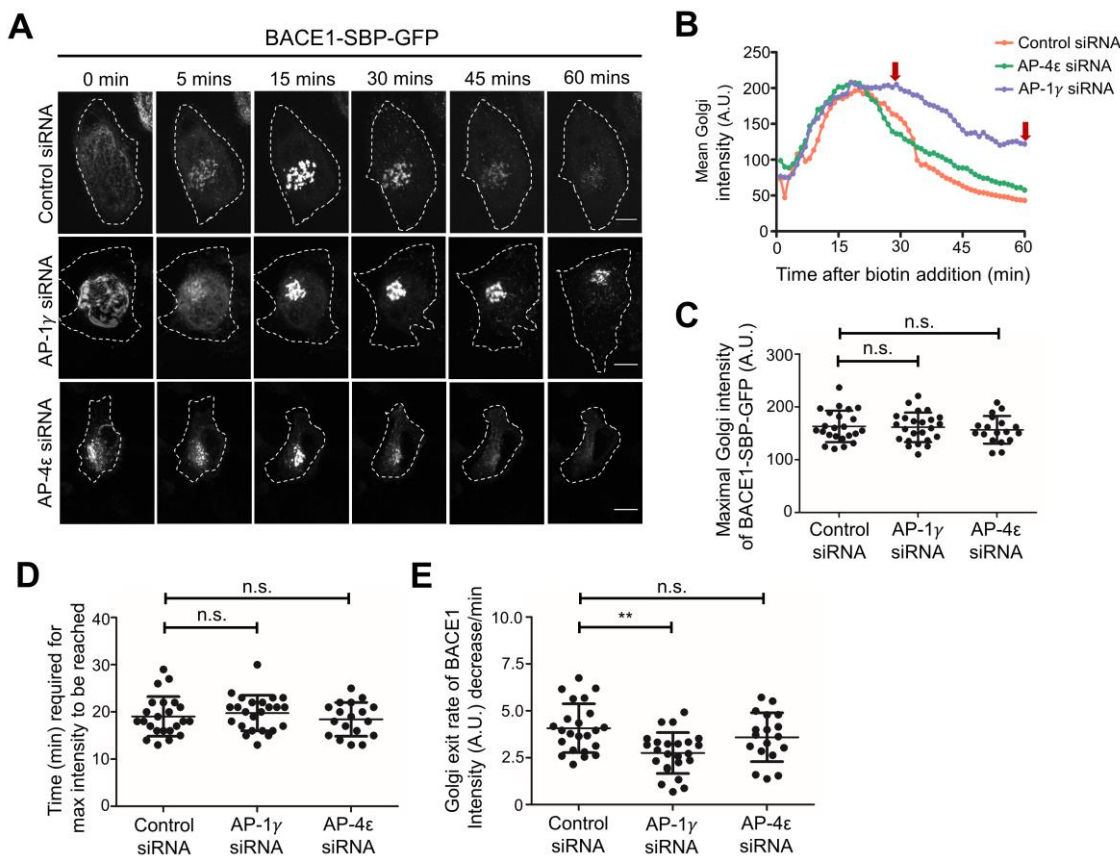 A
BACE1-SBP-GFP
0 min 5 mins 15 mins 30 mins 45 mins 60 mins
Control siRNA
AP-1γ siRNA
AP-4ε siRNA
B
Control siRNA
AP-4ε siRNA
AP-1γ siRNA
250
200
150
100
50
0
0 15 30 45 60
Mean Golgi
intensity (A.U.)
Time after biotin addition (min)
C
n.s.
n.s.
300
200
100
0
Maximal Golgi intensity
of BACE1-SBP-GFP (A.U.)
Control AP-1γ AP-4ε
siRNA siRNA siRNA
D
n.s.
n.s.
40
30
20
10
0
Time (min) required for
max intensity to be reached
Control AP-1γ AP-4ε
siRNA siRNA siRNA
E
n.s.
**
10.0
7.5
5.0
2.5
0
Golgi exit rate of BACE1
Intensity (A.U.) decrease/min
Control AP-1γ AP-4ε
siRNA siRNA siRNA